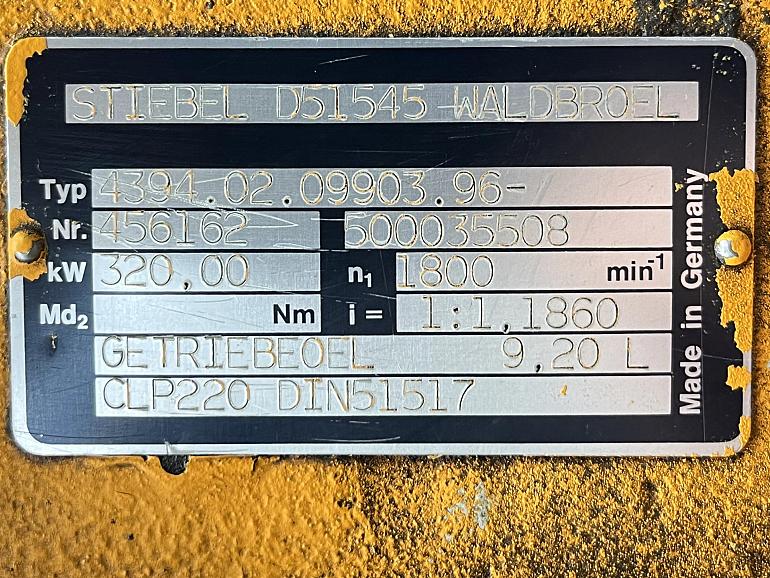 STIEBEL D51545 WALDBROEL
Typ 4394.02.09903.96-
Nr. 456162 500035508
kW 320,00 n1 1800 min-1
Md2 Nm i = 1:1,1860
GETRIEBEOEL 9,20 L
CLP220 DIN51517
Made in Germany